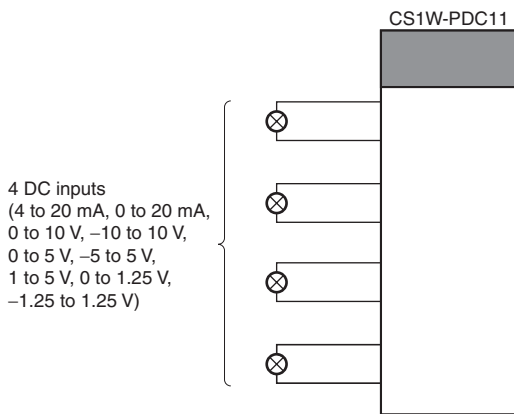 CS1W-PDC11
4 DC inputs
(4 to 20 mA, 0 to 20 mA,
0 to 10 V, −10 to 10 V,
0 to 5 V, −5 to 5 V,
1 to 5 V, 0 to 1.25 V,
−1.25 to 1.25 V)